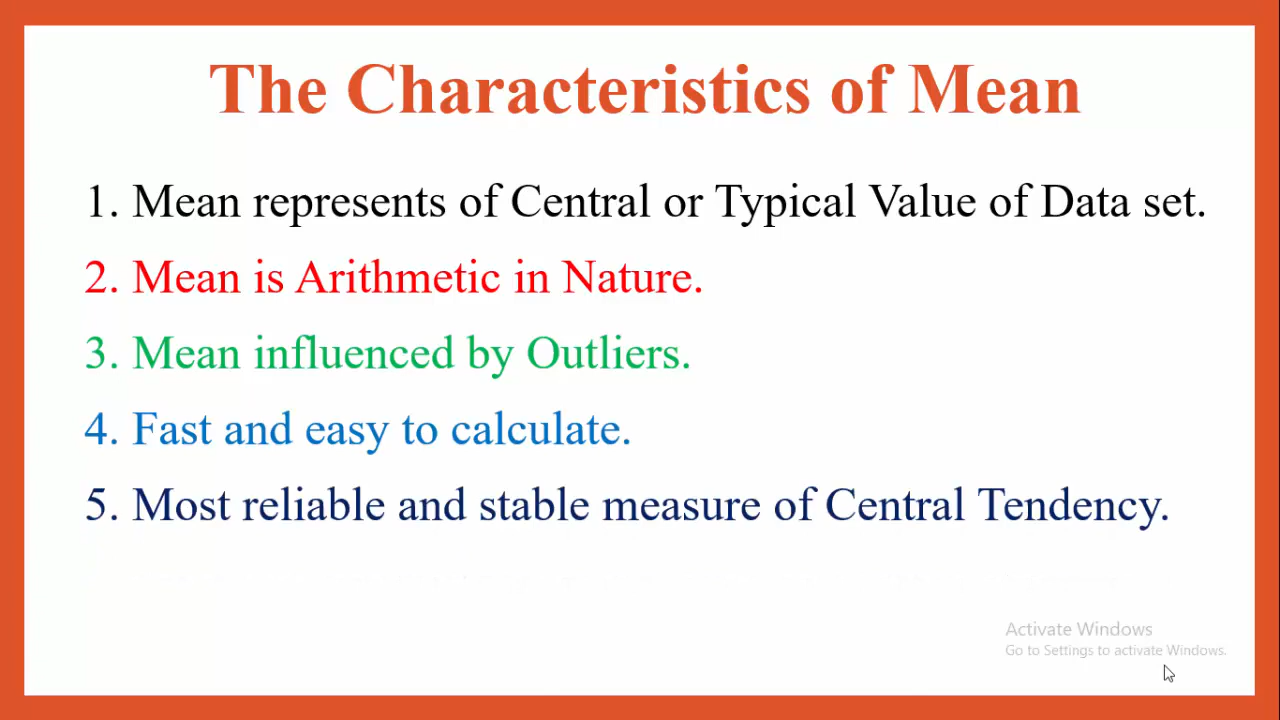 The Characteristics of Mean
1. Mean represents of Central or Typical Value of Data set.
2. Mean is Arithmetic in Nature.
3. Mean influenced by Outliers.
4. Fast and easy to calculate.
5. Most reliable and stable measure of Central Tendency.
Activate Windows
Go to Settings to activate Windows.